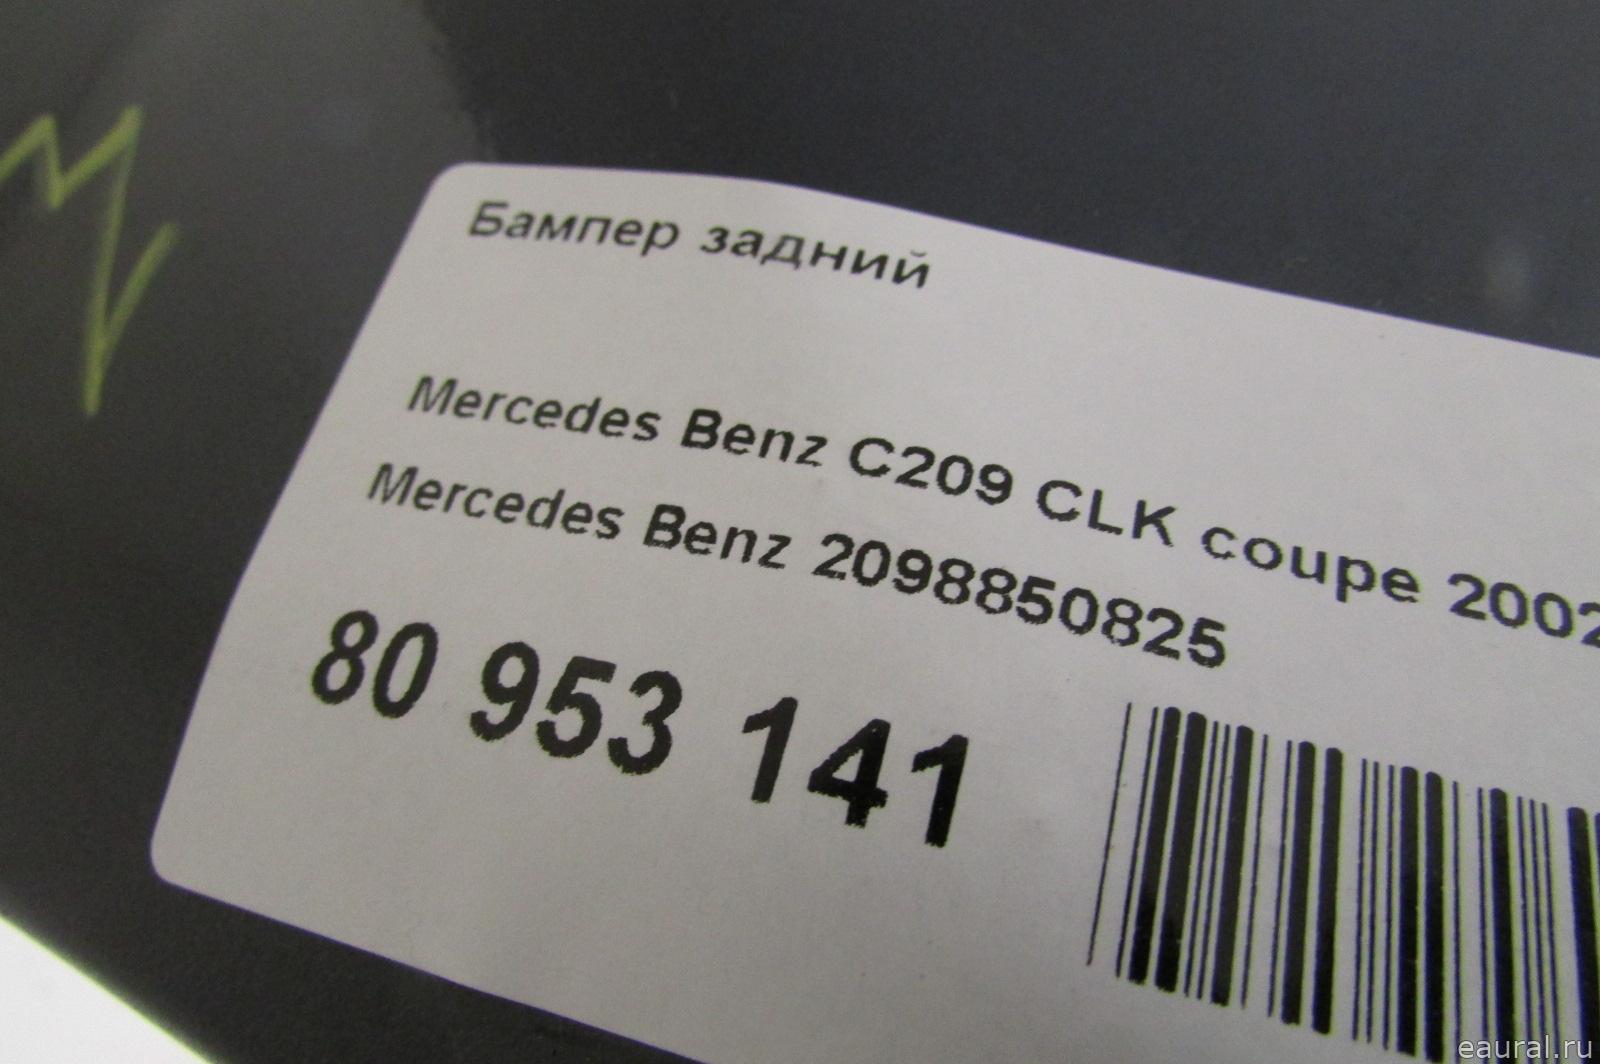 Бампер задний
Mercedes Benz C209 CLK coupe 2002
Mercedes Benz 2098850825
80 953 141
eaural.ru